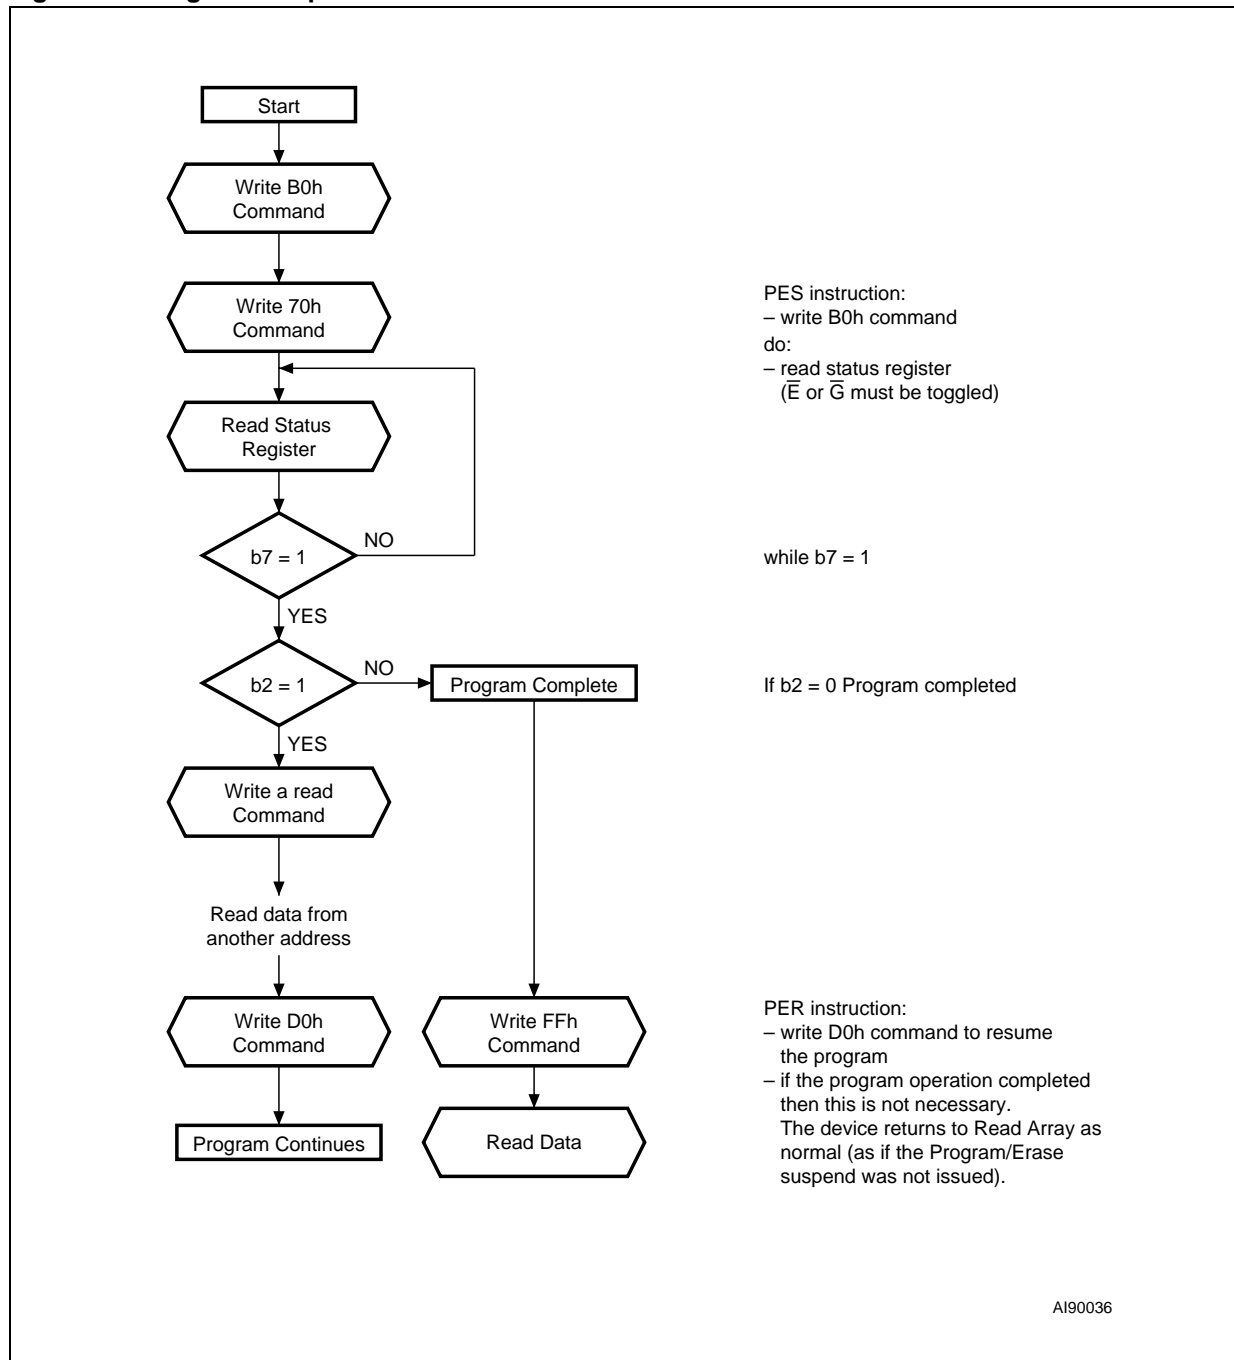 Start
Write B0h
Command
Write 70h
Command
Read Status
Register
b7 = 1
NO
YES
b2 = 1
NO
Program Complete
YES
Write a read
Command
Read data from
another address
Write D0h
Command
Write FFh
Command
Program Continues
Read Data
PES instruction:
– write B0h command
do:
– read status register
(E̅ or G̅ must be toggled)
while b7 = 1
If b2 = 0 Program completed
PER instruction:
– write D0h command to resume
the program
– if the program operation completed
then this is not necessary.
The device returns to Read Array as
normal (as if the Program/Erase
suspend was not issued).
AI90036